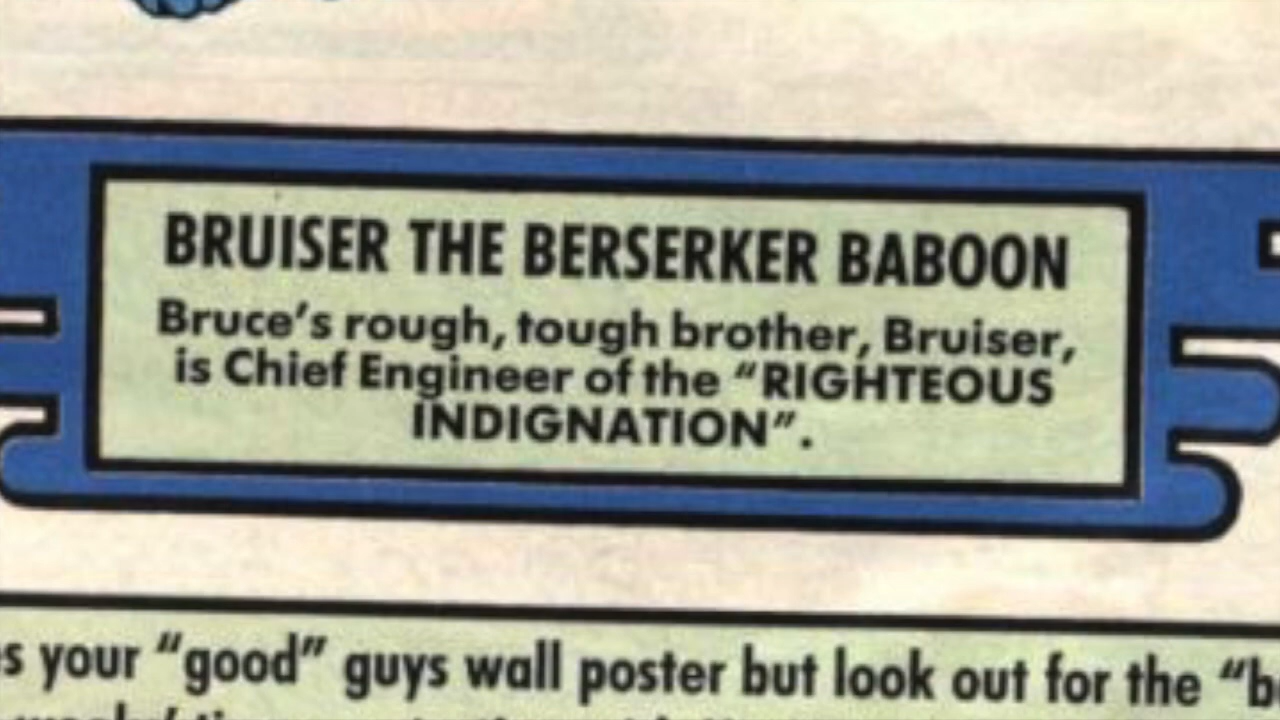 BRUISER THE BERSERKER BABOON
Bruce's rough, tough brother, Bruiser,
is Chief Engineer of the "RIGHTEOUS
INDIGNATION".
your "good" guys wall poster but look out for the